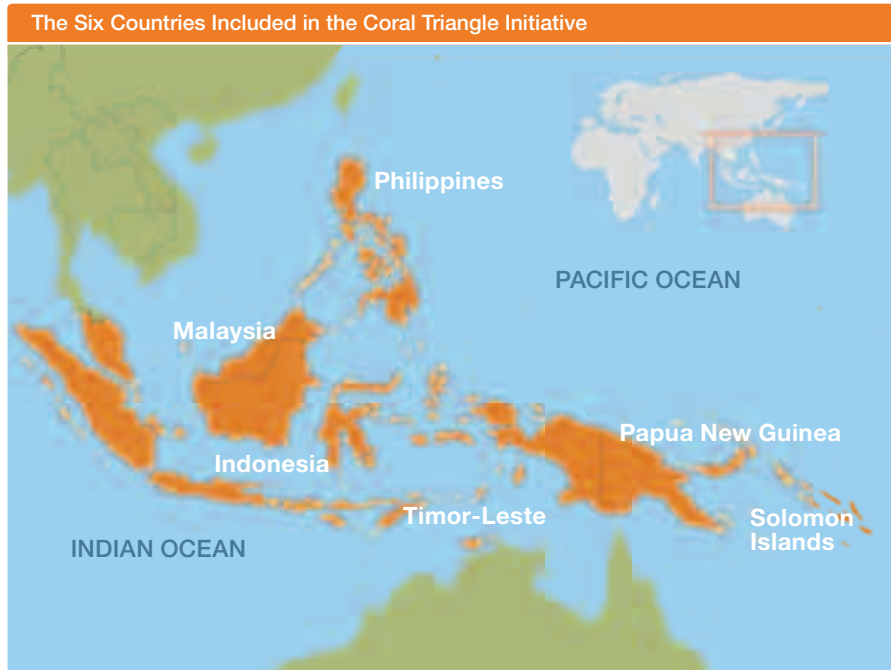 The Six Countries Included in the Coral Triangle Initiative
Philippines
PACIFIC OCEAN
Malaysia
Papua New Guinea
Indonesia
Timor-Leste
Solomon
Islands
INDIAN OCEAN